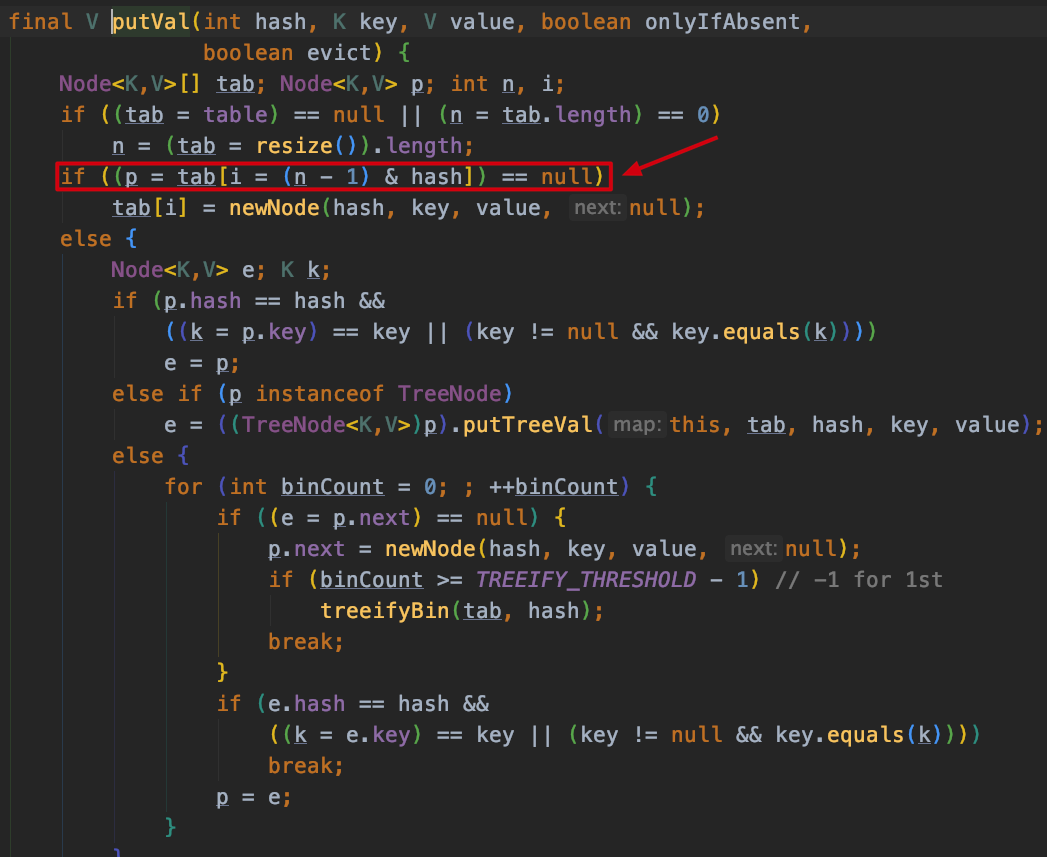 final V putVal(int hash, K key, V value, boolean onlyIfAbsent,
               boolean evict) {
    Node<K,V>[] tab; Node<K,V> p; int n, i;
    if ((tab = table) == null || (n = tab.length) == 0)
        n = (tab = resize()).length;
    if ((p = tab[i = (n - 1) & hash]) == null)
        tab[i] = newNode(hash, key, value, next: null);
    else {
        Node<K,V> e; K k;
        if (p.hash == hash &&
            ((k = p.key) == key || (key != null && key.equals(k))))
            e = p;
        else if (p instanceof TreeNode)
            e = ((TreeNode<K,V>)p).putTreeVal( map: this, tab, hash, key, value);
        else {
            for (int binCount = 0; ; ++binCount) {
                if ((e = p.next) == null) {
                    p.next = newNode(hash, key, value, next: null);
                    if (binCount >= TREEIFY_THRESHOLD - 1) // -1 for 1st
                        treeifyBin(tab, hash);
                    break;
                }
                if (e.hash == hash &&
                    ((k = e.key) == key || (key != null && key.equals(k))))
                    break;
                p = e;
            }
        }